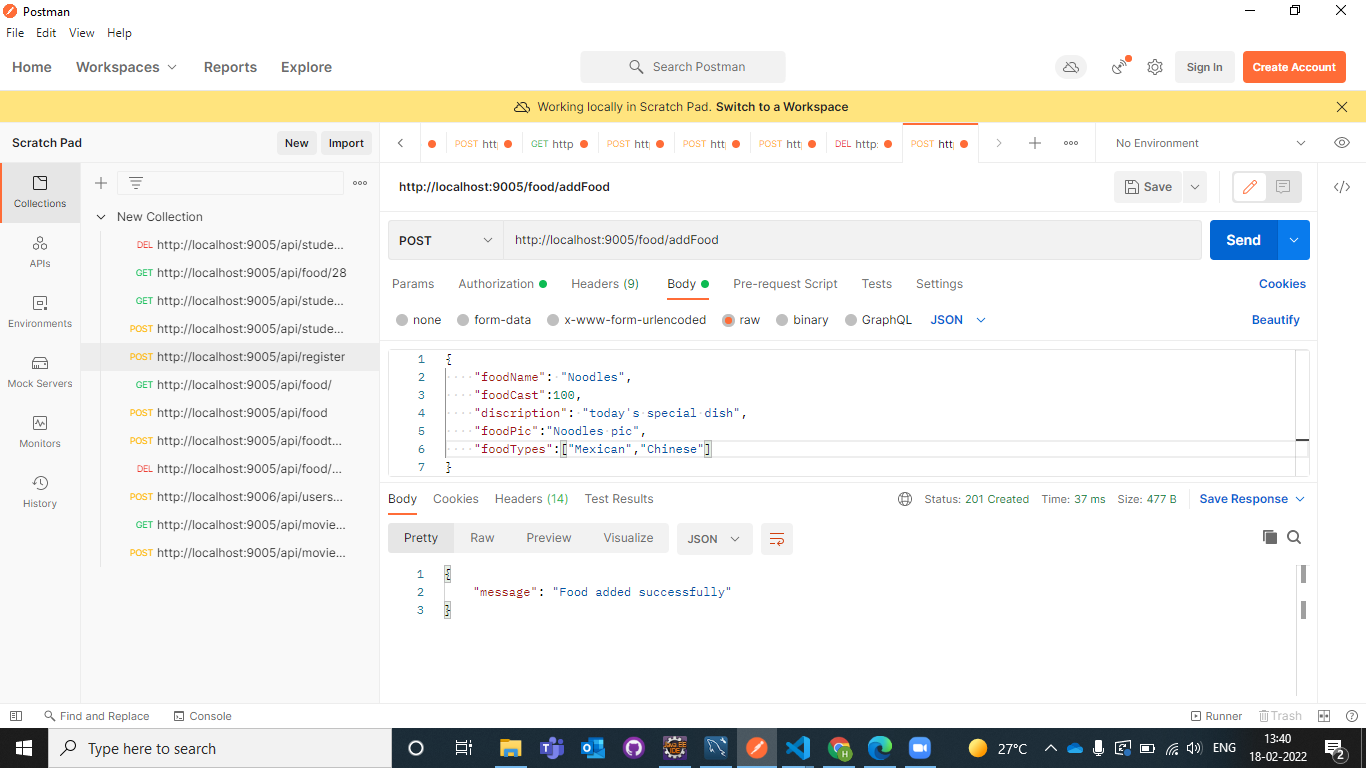 Postman
File Edit View Help
Home Workspaces Reports Explore Search Postman Sign In Create Account
Working locally in Scratch Pad. Switch to a Workspace
Scratch Pad New Import
POST htt GET http POST htt POST htt POST htt DEL http: POST htt No Environment
Collections
APIs
Environments
Mock Servers
Monitors
History
New Collection
DEL http://localhost:9005/api/stude...
GET http://localhost:9005/api/food/28
GET http://localhost:9005/api/stude...
POST http://localhost:9005/api/stude...
POST http://localhost:9005/api/register
GET http://localhost:9005/api/food/
POST http://localhost:9005/api/food
POST http://localhost:9005/api/foodt...
DEL http://localhost:9005/api/food/...
POST http://localhost:9006/api/users...
GET http://localhost:9005/api/movie...
POST http://localhost:9005/api/movie...
http://localhost:9005/food/addFood Save
POST http://localhost:9005/food/addFood Send
Params Authorization Headers (9) Body Pre-request Script Tests Settings Cookies
none form-data x-www-form-urlencoded raw binary GraphQL JSON Beautify
1 {
2 "foodName": "Noodles",
3 "foodCast":100,
4 "discription": "today's special dish",
5 "foodPic":"Noodles pic",
6 "foodTypes":["Mexican","Chinese"]
7 }
Body Cookies Headers (14) Test Results Status: 201 Created Time: 37 ms Size: 477 B Save Response
Pretty Raw Preview Visualize JSON
1 {
2 "message": "Food added successfully"
3 }
Find and Replace Console Runner Trash
Type here to search 27°C ENG 13:40
18-02-2022 2